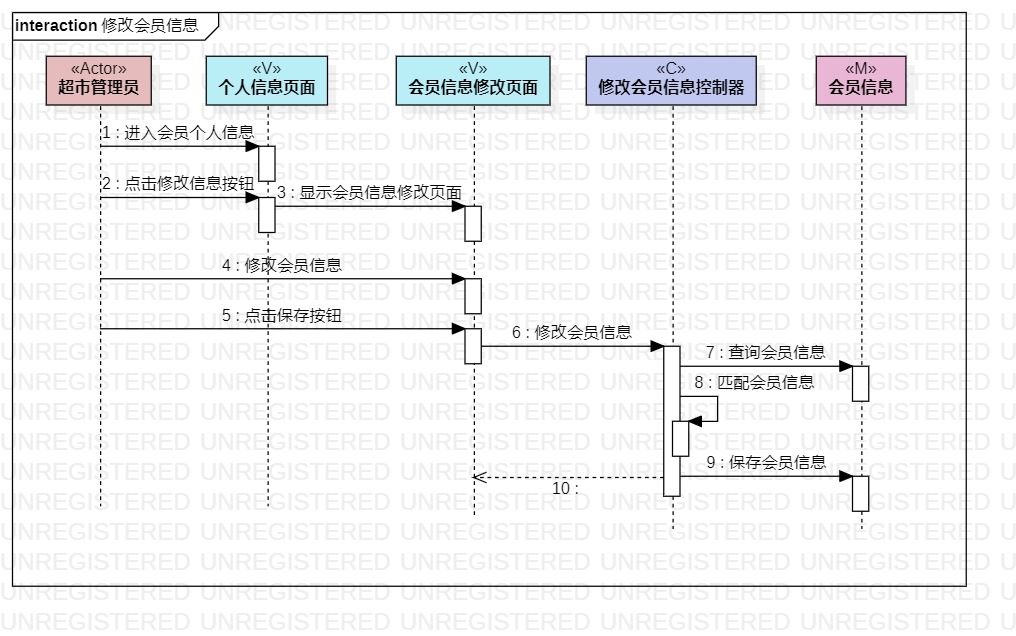 interaction 修改会员信息
«Actor»
超市管理员
«V»
个人信息页面
«V»
会员信息修改页面
«C»
修改会员信息控制器
«M»
会员信息
1 : 进入会员个人信息
2 : 点击修改信息按钮
3 : 显示会员信息修改页面
4 : 修改会员信息
5 : 点击保存按钮
6 : 修改会员信息
7 : 查询会员信息
8 : 匹配会员信息
9 : 保存会员信息
10 :
UNREGISTERED